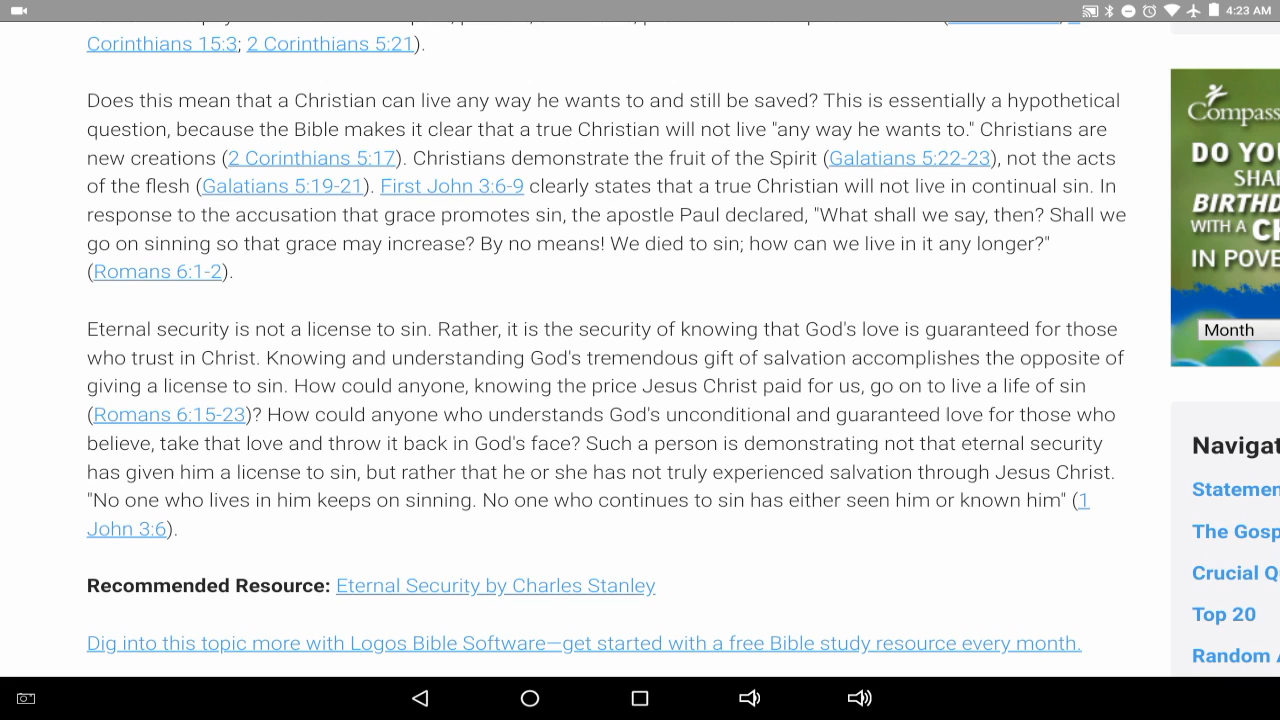 4:23 AM
Corinthians 15:3; 2 Corinthians 5:21).
Does this mean that a Christian can live any way he wants to and still be saved? This is essentially a hypothetical
question, because the Bible makes it clear that a true Christian will not live "any way he wants to." Christians are
new creations (2 Corinthians 5:17). Christians demonstrate the fruit of the Spirit (Galatians 5:22-23), not the acts
of the flesh (Galatians 5:19-21). First John 3:6-9 clearly states that a true Christian will not live in continual sin. In
response to the accusation that grace promotes sin, the apostle Paul declared, "What shall we say, then? Shall we
go on sinning so that grace may increase? By no means! We died to sin; how can we live in it any longer?"
(Romans 6:1-2).
Eternal security is not a license to sin. Rather, it is the security of knowing that God's love is guaranteed for those
who trust in Christ. Knowing and understanding God's tremendous gift of salvation accomplishes the opposite of
giving a license to sin. How could anyone, knowing the price Jesus Christ paid for us, go on to live a life of sin
(Romans 6:15-23)? How could anyone who understands God's unconditional and guaranteed love for those who
believe, take that love and throw it back in God's face? Such a person is demonstrating not that eternal security
has given him a license to sin, but rather that he or she has not truly experienced salvation through Jesus Christ.
"No one who lives in him keeps on sinning. No one who continues to sin has either seen him or known him" (1
John 3:6).
Recommended Resource: Eternal Security by Charles Stanley
Dig into this topic more with Logos Bible Software—get started with a free Bible study resource every month.
Compass
DO YOU
SHAR
BIRTHD
WITH A CH
IN POVE
Month
Navigat
Statemen
The Gosp
Crucial Q
Top 20
Random A